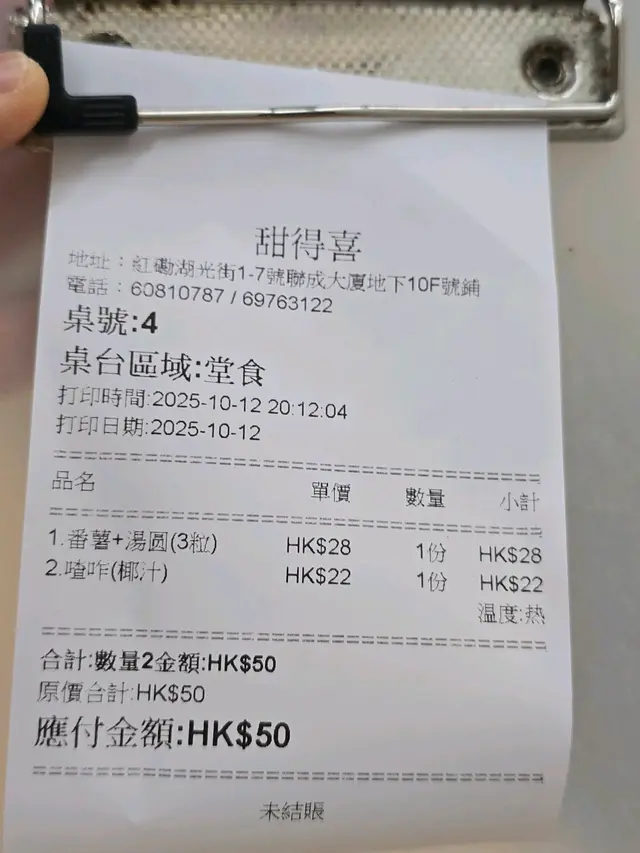 甜得喜
地址：紅磡湖光街1-7號聯成大廈地下10F號鋪
電話：60810787 / 69763122
桌號:4
桌台區域:堂食
打印時間:2025-10-12 20:12:04
打印日期:2025-10-12
品名 單價 數量 小計
1.番薯+湯圆(3粒) HK$28 1份 HK$28
2.喳咋(椰汁) HK$22 1份 HK$22
温度:热
合計:數量2金額:HK$50
原價合計:HK$50
應付金額:HK$50
未結賬